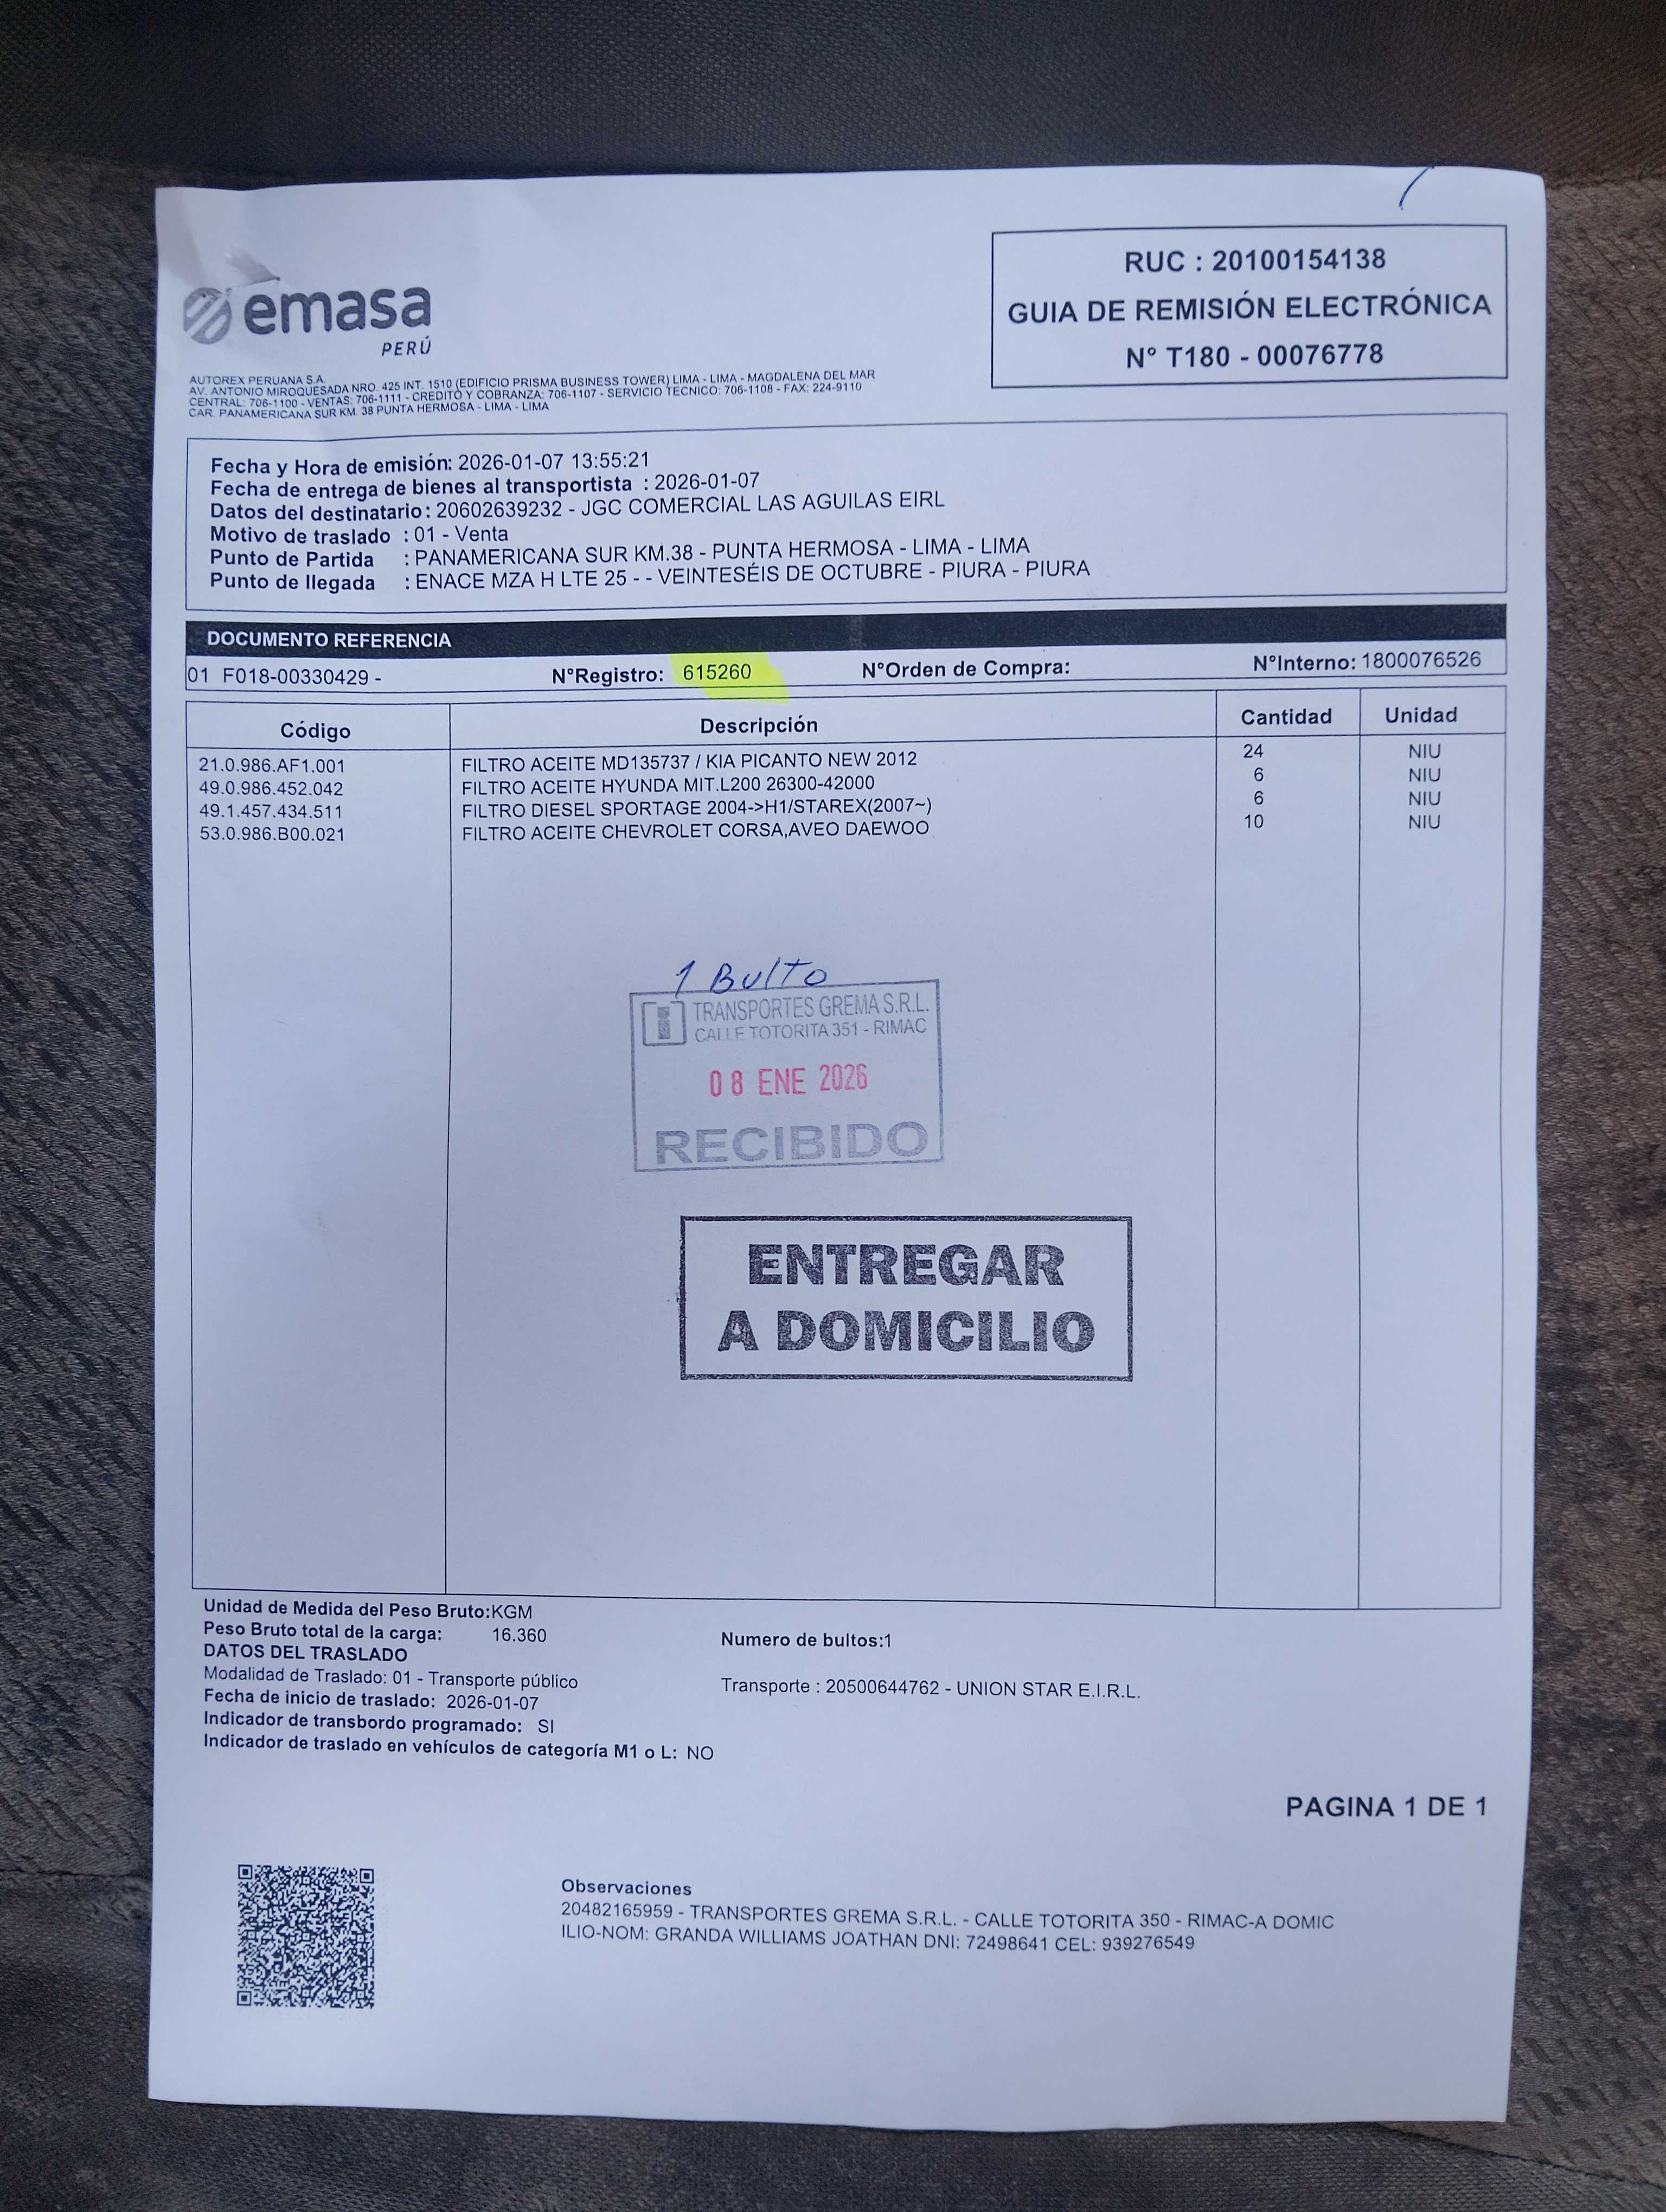 emasa
PERÚ
RUC : 20100154138
GUIA DE REMISIÓN ELECTRÓNICA
N° T180 - 00076778
AUTOREX PERUANA S.A.
AV. ANTONIO MIROQUESADA NRO. 425 INT. 1510 (EDIFICIO PRISMA BUSINESS TOWER) LIMA - LIMA - MAGDALENA DEL MAR
CENTRAL: 706-1100 - VENTAS: 706-1111 - CREDITO Y COBRANZA: 706-1107 - SERVICIO TECNICO: 706-1108 - FAX: 224-9110
CAR. PANAMERICANA SUR KM. 38 PUNTA HERMOSA - LIMA - LIMA
Fecha y Hora de emisión: 2026-01-07 13:55:21
Fecha de entrega de bienes al transportista : 2026-01-07
Datos del destinatario: 20602639232 - JGC COMERCIAL LAS AGUILAS EIRL
Motivo de traslado : 01 - Venta
Punto de Partida : PANAMERICANA SUR KM.38 - PUNTA HERMOSA - LIMA - LIMA
Punto de llegada : ENACE MZA H LTE 25 - - VEINTESÉIS DE OCTUBRE - PIURA - PIURA
DOCUMENTO REFERENCIA
01 F018-00330429 - N°Registro: 615260 N°Orden de Compra: N°Interno: 1800076526
Código Descripción Cantidad Unidad
21.0.986.AF1.001 FILTRO ACEITE MD135737 / KIA PICANTO NEW 2012 24 NIU
49.0.986.452.042 FILTRO ACEITE HYUNDA MIT.L200 26300-42000 6 NIU
49.1.457.434.511 FILTRO DIESEL SPORTAGE 2004->H1/STAREX(2007~) 6 NIU
53.0.986.B00.021 FILTRO ACEITE CHEVROLET CORSA,AVEO DAEWOO 10 NIU
1 Bulto
TRANSPORTES GREMA S.R.L.
CALLE TOTORITA 351 - RIMAC
08 ENE 2026
RECIBIDO
ENTREGAR
A DOMICILIO
Unidad de Medida del Peso Bruto:KGM
Peso Bruto total de la carga: 16.360 Numero de bultos:1
DATOS DEL TRASLADO
Modalidad de Traslado: 01 - Transporte público Transporte : 20500644762 - UNION STAR E.I.R.L.
Fecha de inicio de traslado: 2026-01-07
Indicador de transbordo programado: SI
Indicador de traslado en vehículos de categoría M1 o L: NO
PAGINA 1 DE 1
Observaciones
20482165959 - TRANSPORTES GREMA S.R.L. - CALLE TOTORITA 350 - RIMAC-A DOMIC
ILIO-NOM: GRANDA WILLIAMS JOATHAN DNI: 72498641 CEL: 939276549